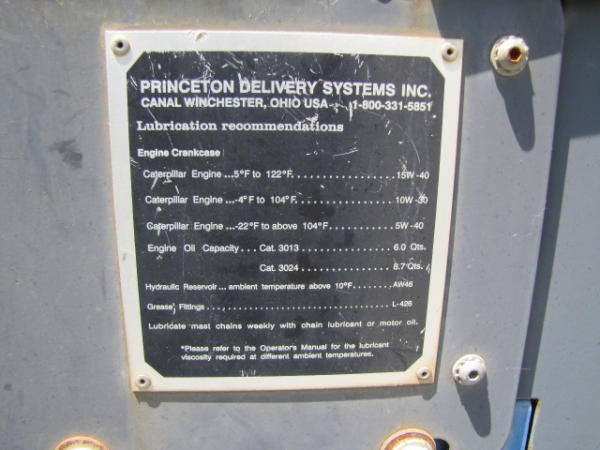 PRINCETON DELIVERY SYSTEMS INC.
CANAL WINCHESTER, OHIO USA 1-800-331-5851
Lubrication recommendations
Engine Crankcase
Caterpillar Engine ...5°F to 122°F. 15W-40
Caterpillar Engine ...-4°F to 104°F. 10W-30
Caterpillar Engine ...-22°F to above 104°F 5W-40
Engine Oil Capacity ... Cat. 3013 6.0 Qts.
Cat. 3024 8.7 Qts.
Hydraulic Reservoir... ambient temperature above 10°F AW46
Grease Fittings L-426
Lubricate mast chains weekly with chain lubricant or motor oil.
*Please refer to the Operator's Manual for the lubricant
viscosity required at different ambient temperatures.